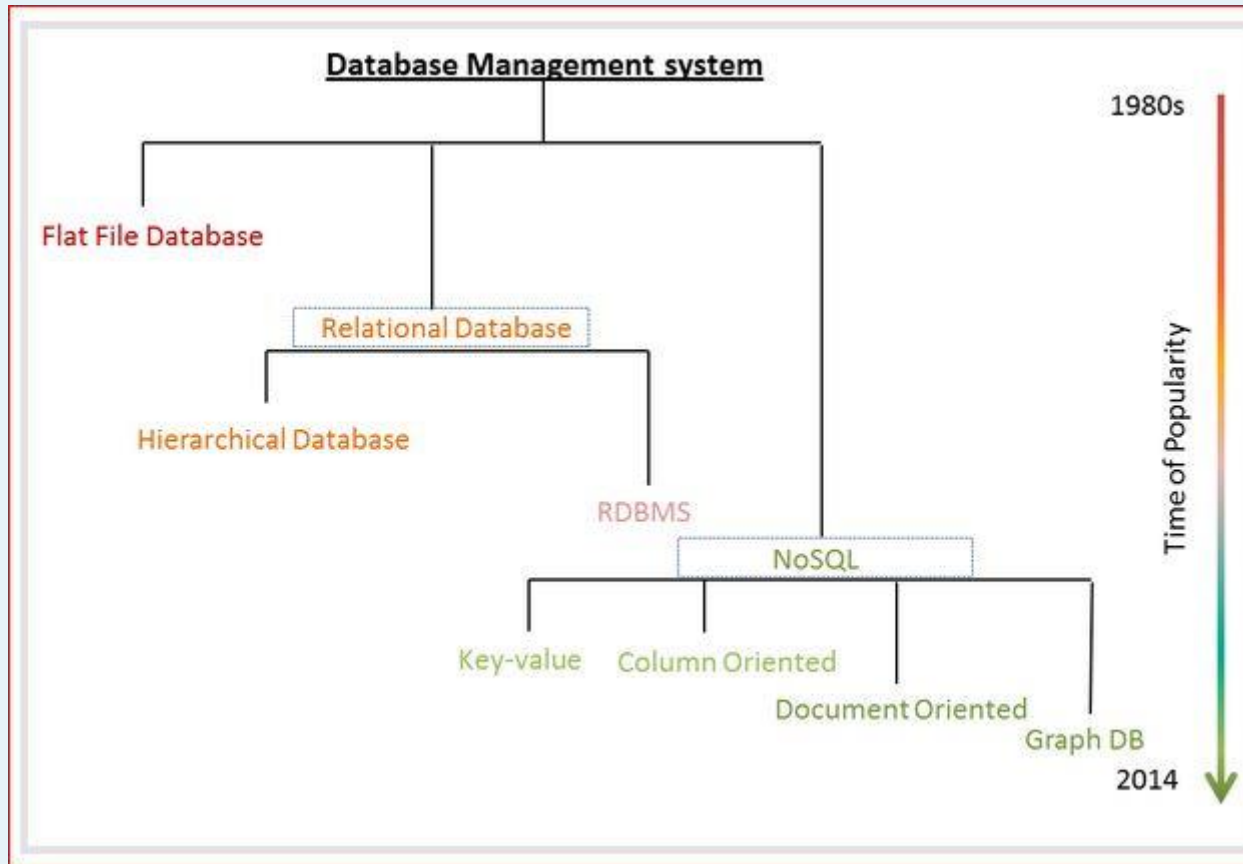 Database Management system
1980s
Flat File Database
Relational Database
Hierarchical Database
Time of Popularity
RDBMS
NoSQL
Key-value
Column Oriented
Document Oriented
Graph DB
2014